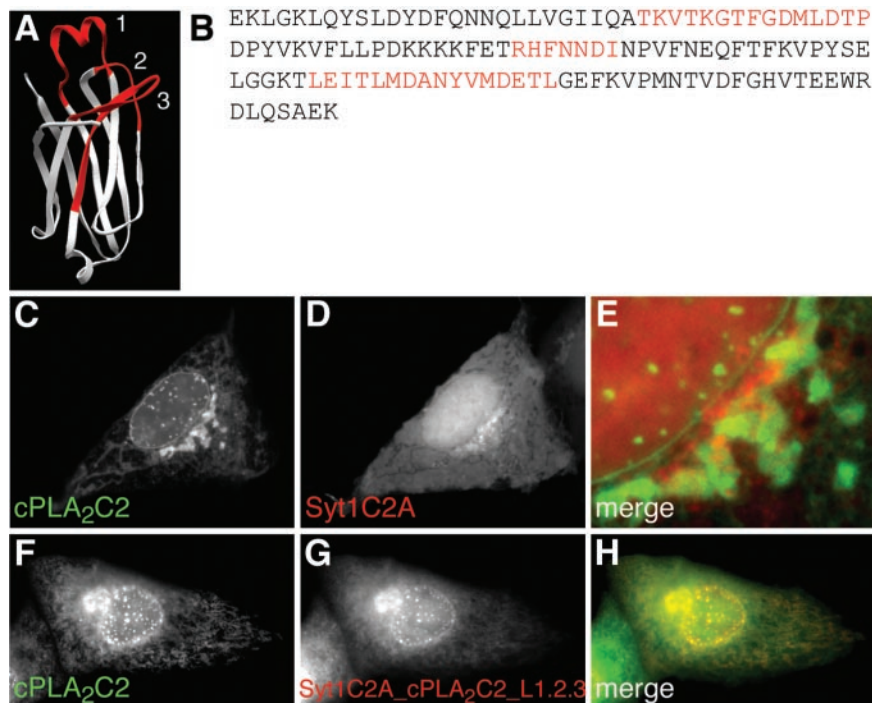 A
1
2
3
B
EKLGKLQYSLDYDFQNNQLLVGIIQATKVTKGTFGDMLDTP
DPYVKVFLLPDKKKKFETRHFNNDINPVFNEQFTFKVPYSE
LGGKTLEITLMDANYVMDETLGEFKVPMNTVDFGHVTEEWR
DLQSAEK
C
cPLA₂C2
D
Syt1C2A
E
merge
F
cPLA₂C2
G
Syt1C2A_cPLA₂C2_L1.2.3
H
merge